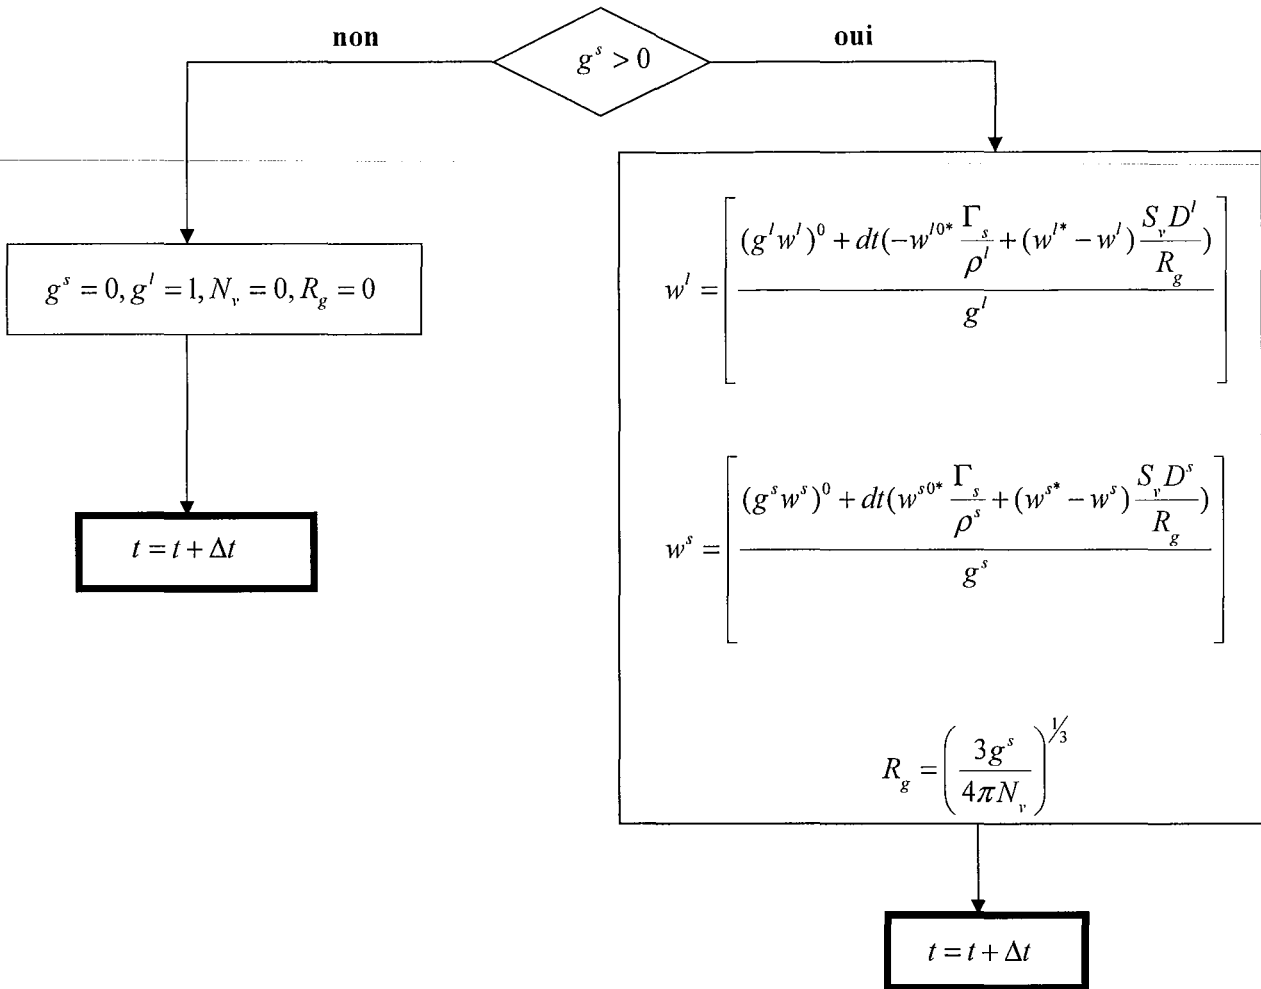 non
oui
g^s > 0
g^s = 0, g^l = 1, N_v = 0, R_g = 0
t = t + Δt
w^l = [ ((g^l w^l)^0 + dt(-w^{l0*} Γ_s/ρ^l + (w^{l*} - w^l) S_v D^l/R_g)) / g^l ]
w^s = [ ((g^s w^s)^0 + dt(w^{s0*} Γ_s/ρ^s + (w^{s*} - w^s) S_v D^s/R_g)) / g^s ]
R_g = (3g^s / 4πN_v)^{1/3}
t = t + Δt